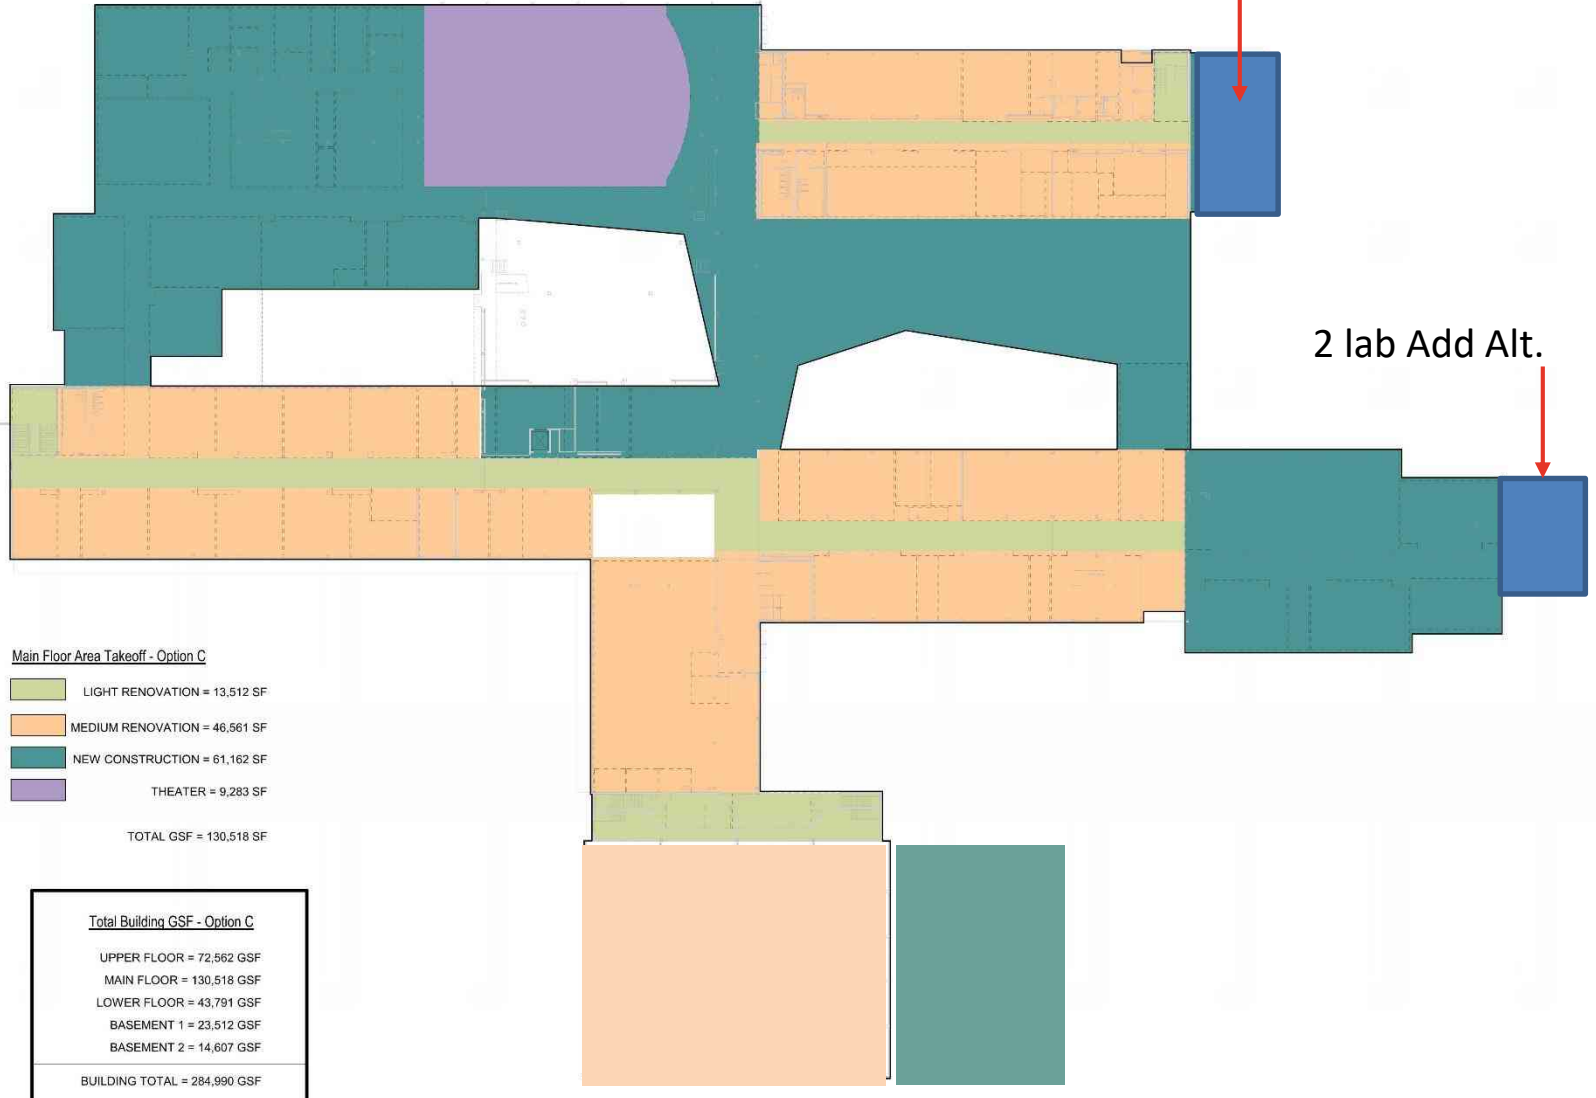 2 lab Add Alt.
Main Floor Area Takeoff - Option C
LIGHT RENOVATION = 13,512 SF
MEDIUM RENOVATION = 46,561 SF
NEW CONSTRUCTION = 61,162 SF
THEATER = 9,283 SF
TOTAL GSF = 130,518 SF
Total Building GSF - Option C
UPPER FLOOR = 72,562 GSF
MAIN FLOOR = 130,518 GSF
LOWER FLOOR = 43,791 GSF
BASEMENT 1 = 23,512 GSF
BASEMENT 2 = 14,607 GSF
BUILDING TOTAL = 284,990 GSF